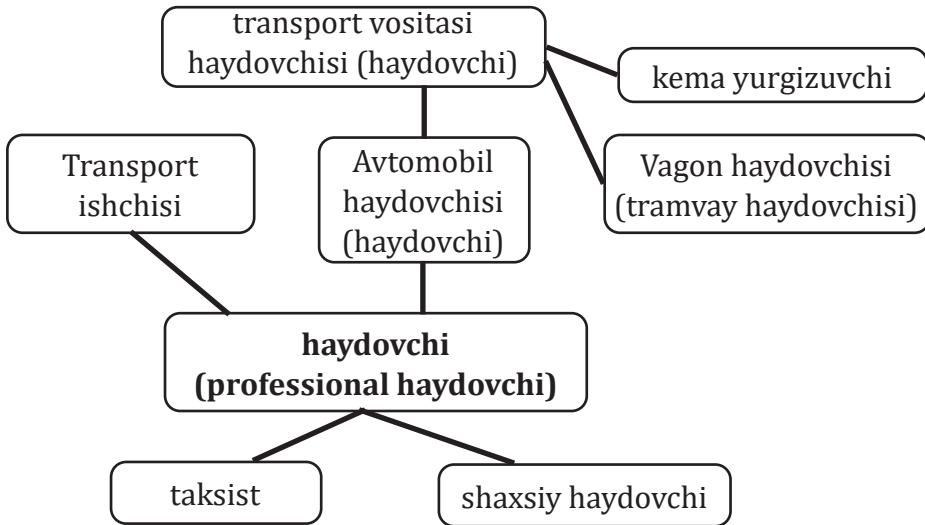 transport vositasi
haydovchisi (haydovchi)
kema yurgizuvchi
Transport
ishchisi
Avtomobil
haydovchisi
(haydovchi)
Vagon haydovchisi
(tramvay haydovchisi)
haydovchi
(professional haydovchi)
taksist
shaxsiy haydovchi